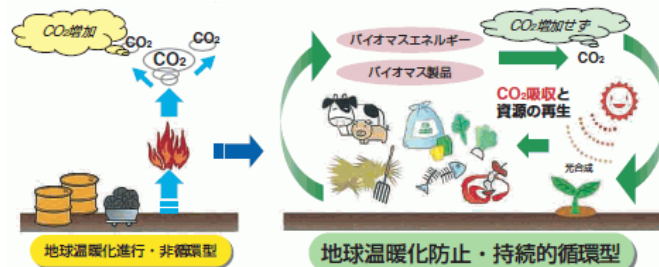 CO2増加
CO2
CO2
CO2
地球温暖化進行・非循環型
バイオマスエネルギー
バイオマス製品
CO2増加せず
CO2
CO2吸収と
資源の再生
光合成
地球温暖化防止・持続的循環型